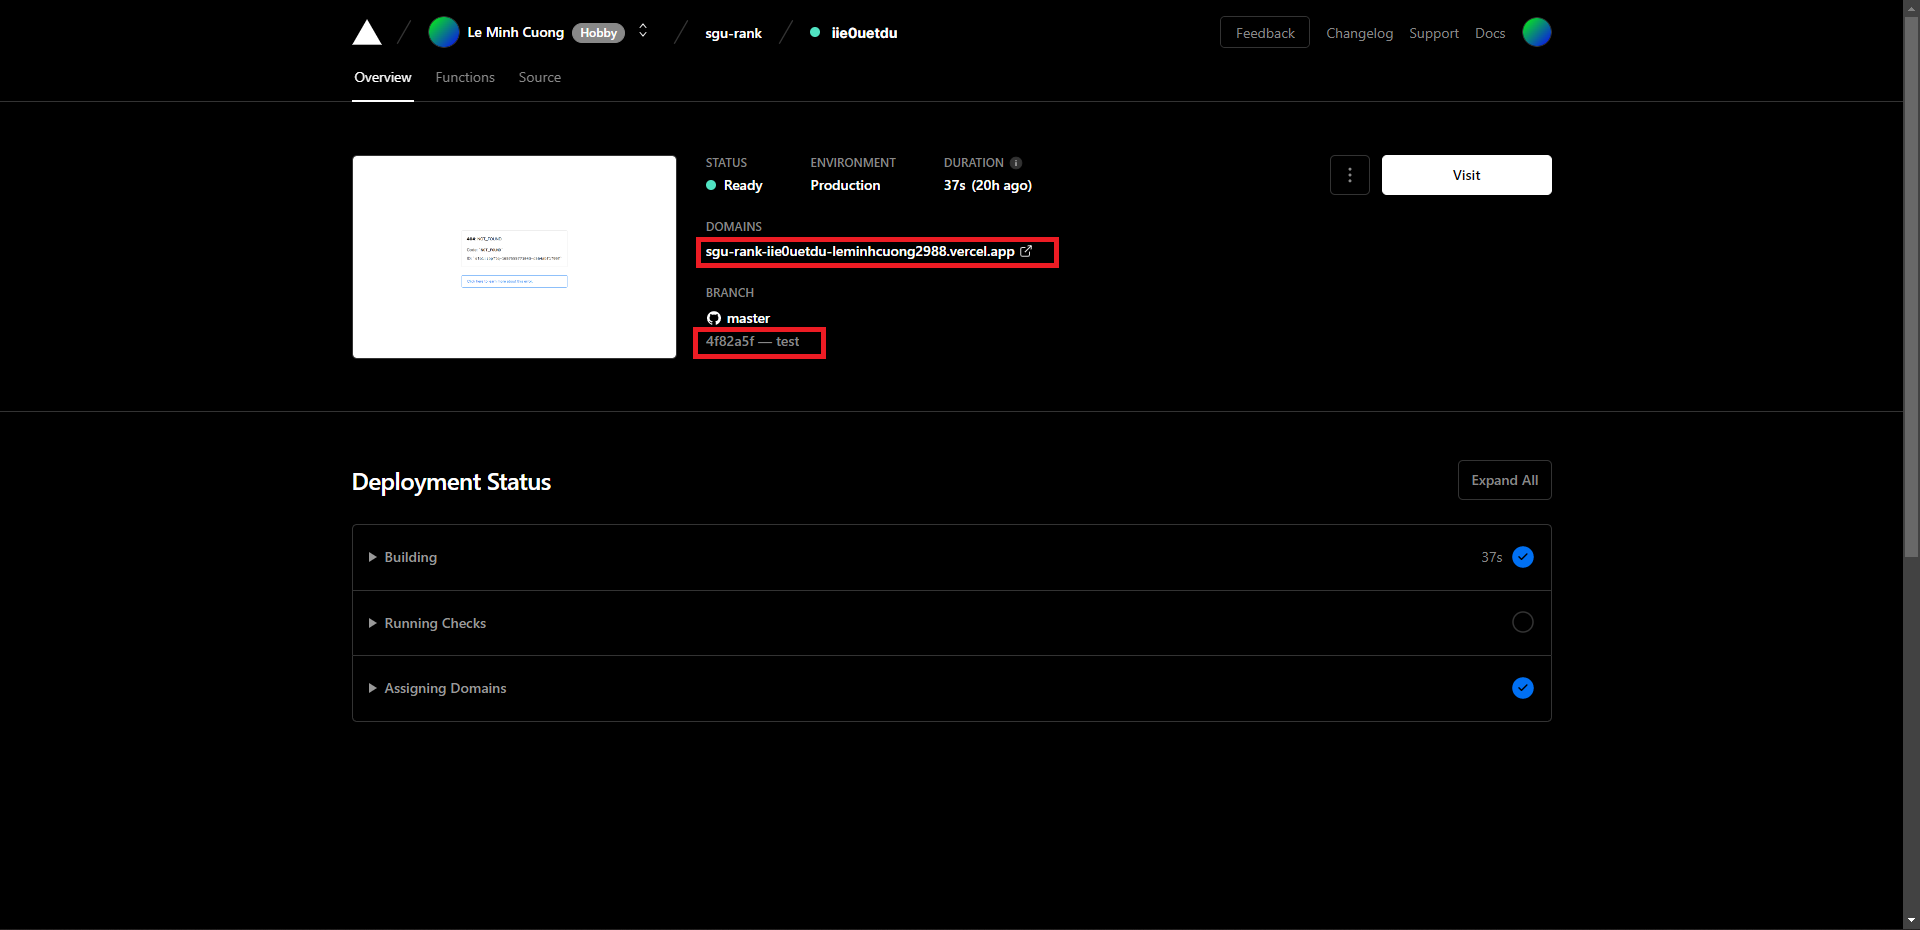 Le Minh Cuong Hobby sgu-rank iie0uetdu Feedback Changelog Support Docs
Overview Functions Source
404: NOT_FOUND
STATUS ENVIRONMENT DURATION
Ready Production 37s (20h ago)
Visit
DOMAINS
sgu-rank-iie0uetdu-leminhcuong2988.vercel.app
BRANCH
master
4f82a5f — test
Deployment Status
Expand All
Building 37s
Running Checks
Assigning Domains